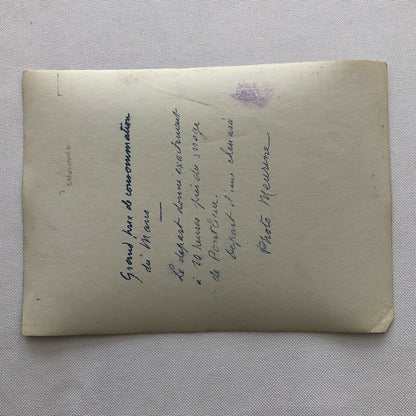 Grand prix de consommation
du Mans
Le départ donné exactement
à 10 heures près du virage
de Pontlieue.
Départ d'une
Photo Meurisse